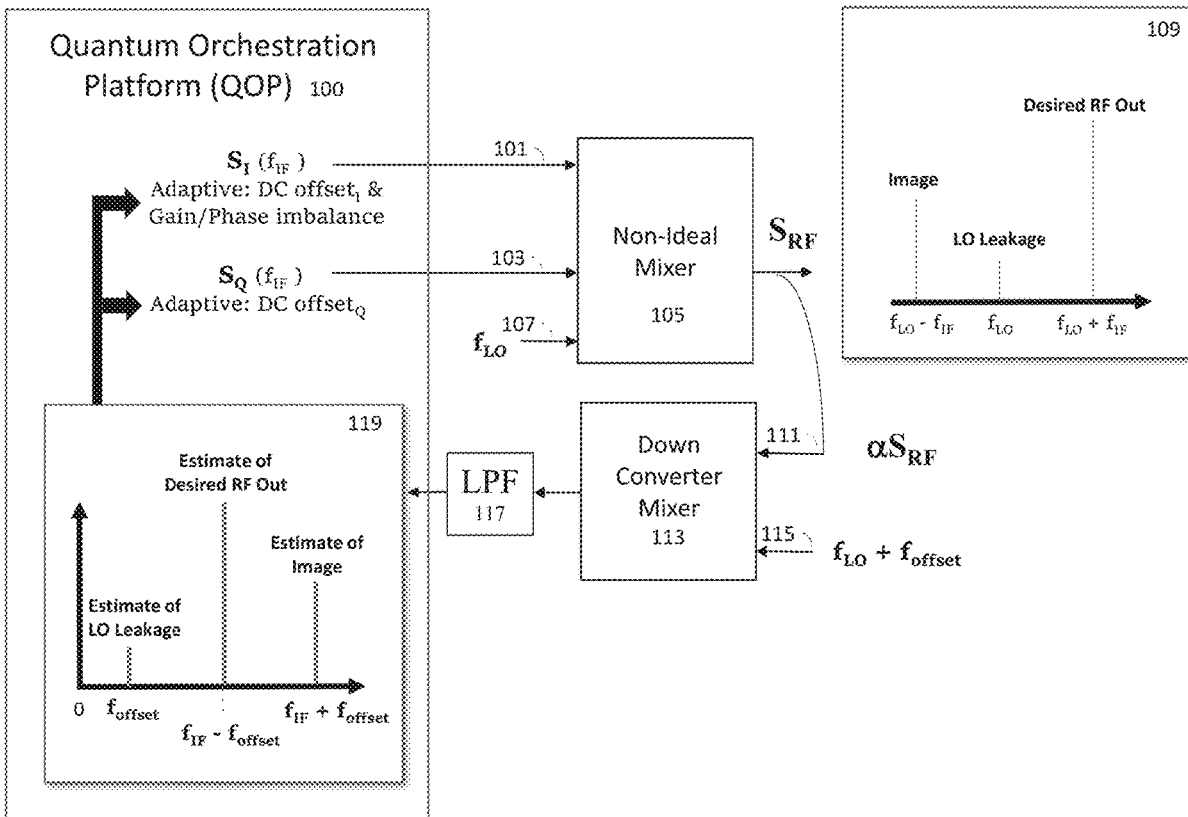 Quantum Orchestration
Platform (QOP) 100
S_I (f_IF)
Adaptive: DC offset_I &
Gain/Phase imbalance
S_Q (f_IF)
Adaptive: DC offset_Q
101
103
107
f_LO
Non-Ideal
Mixer
105
S_RF
109
Desired RF Out
Image
LO Leakage
f_LO - f_IF f_LO f_LO + f_IF
111
αS_RF
Down
Converter
Mixer
113
115
f_LO + f_offset
LPF
117
119
Estimate of
Desired RF Out
Estimate of
Image
Estimate of
LO Leakage
0 f_offset f_IF + f_offset
f_IF - f_offset